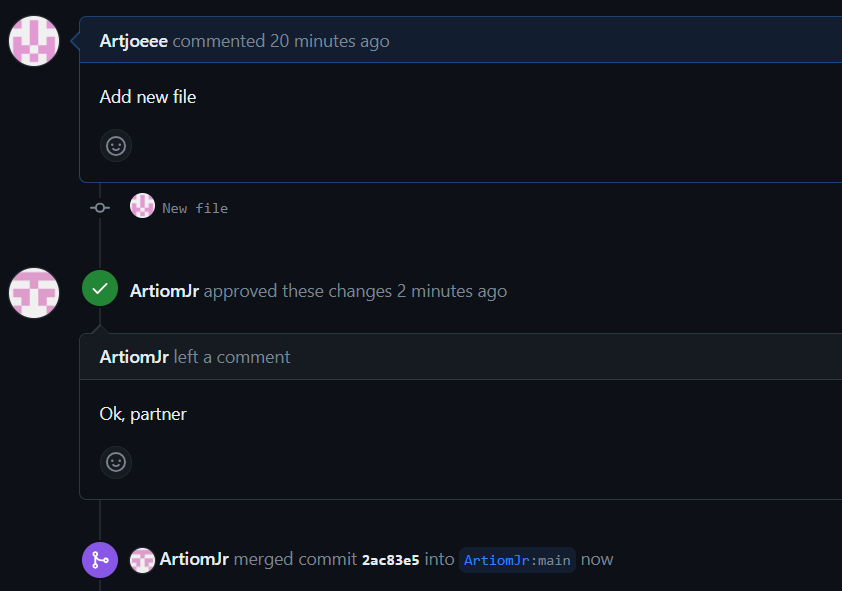 Artjoeee commented 20 minutes ago
Add new file
New file
ArtiomJr approved these changes 2 minutes ago
ArtiomJr left a comment
Ok, partner
ArtiomJr merged commit 2ac83e5 into ArtiomJr:main now